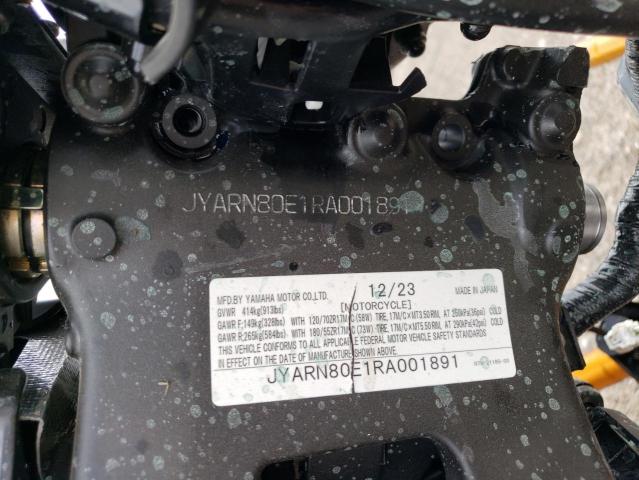 JYARN80E1RA001891
MFD.BY YAMAHA MOTOR CO.,LTD. 12/23 MADE IN JAPAN
GVWR 414kg(913lbs) [MOTORCYCLE]
GAWR F;149kg(328lbs) WITH 120/70ZR17M/C (58W) TIRE, 17M/C×MT3.50 RIM, AT 250kPa(36psi) COLD
GAWR R;265kg(584lbs) WITH 180/55ZR17M/C (73W) TIRE, 17M/C×MT5.50 RIM, AT 290kPa(42psi) COLD
THIS VEHICLE CONFORMS TO ALL APPLICABLE FEDERAL MOTOR VEHICLE SAFETY STANDARDS
IN EFFECT ON THE DATE OF MANUFACTURE SHOWN ABOVE.
JYARN80E1RA001891